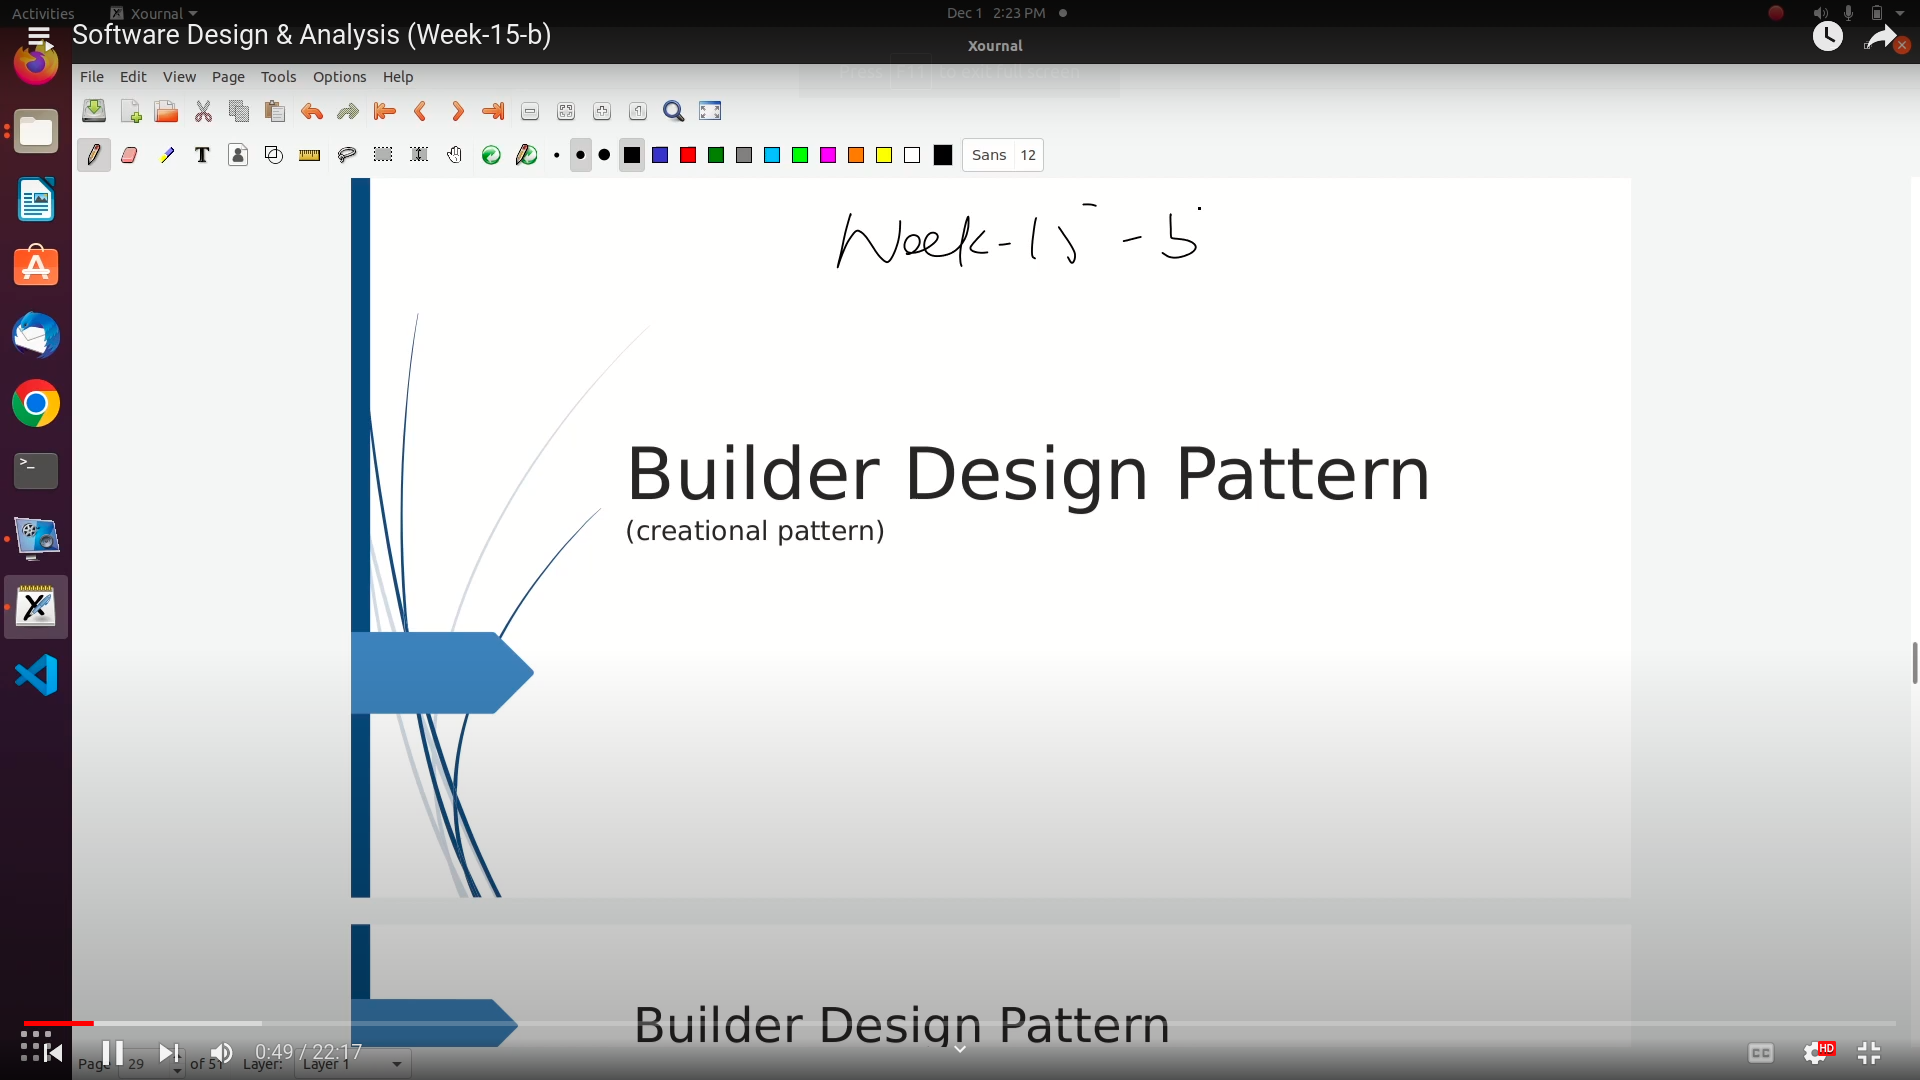 Activities Xournal Dec 1 2:23 PM
Software Design & Analysis (Week-15-b)
Xournal
Press F11 to exit full screen
File Edit View Page Tools Options Help
T Sans 12
Week-15-b
Builder Design Pattern
(creational pattern)
Builder Design Pattern
0:49 / 22:17
CC HD
Page 29 of 51 Layer: Layer 1